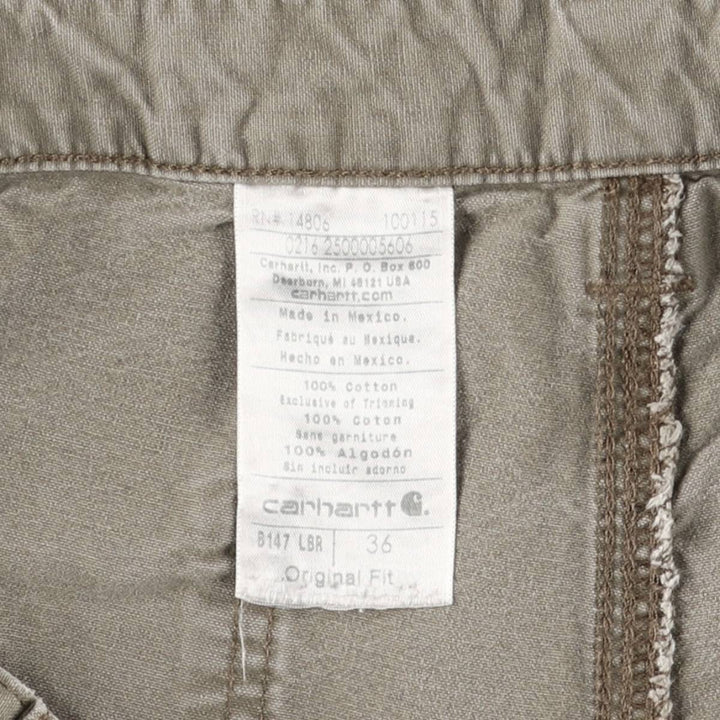 RN# 14806 100115
0216 2500005606
Carhartt, Inc. P. O. Box 600
Dearborn, MI 48121 USA
carhartt.com
Made in Mexico.
Fabriqué au Mexique.
Hecho en Mexico.
100% Cotton
Exclusive of Trimming
100% Coton
Sans garniture
100% Algodon
Sin incluir adorno
carhartt
B147 LBR 36
Original Fit